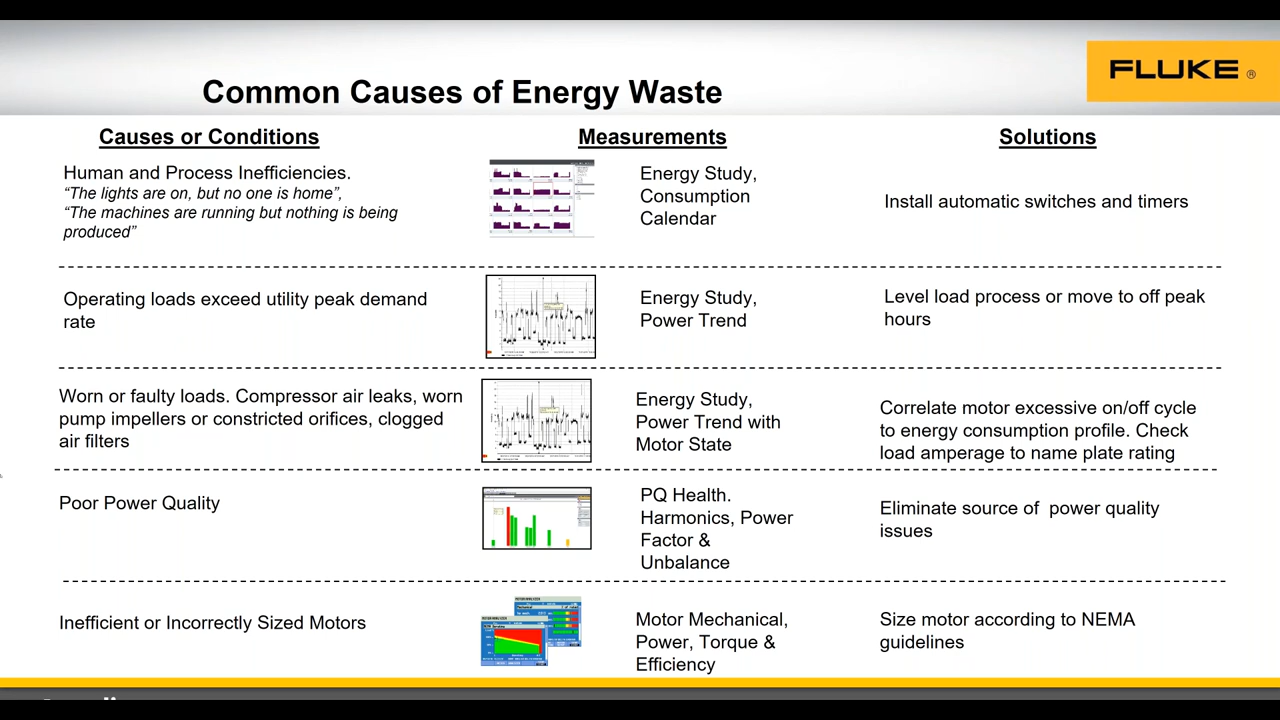 FLUKE ®
Common Causes of Energy Waste
Causes or Conditions
Measurements
Solutions
Human and Process Inefficiencies.
“The lights are on, but no one is home”,
“The machines are running but nothing is being
produced”
Energy Study,
Consumption
Calendar
Install automatic switches and timers
Operating loads exceed utility peak demand
rate
Energy Study,
Power Trend
Level load process or move to off peak
hours
Worn or faulty loads. Compressor air leaks, worn
pump impellers or constricted orifices, clogged
air filters
Energy Study,
Power Trend with
Motor State
Correlate motor excessive on/off cycle
to energy consumption profile. Check
load amperage to name plate rating
Poor Power Quality
PQ Health.
Harmonics, Power
Factor &
Unbalance
Eliminate source of  power quality
issues
Inefficient or Incorrectly Sized Motors
Motor Mechanical,
Power, Torque &
Efficiency
Size motor according to NEMA
guidelines